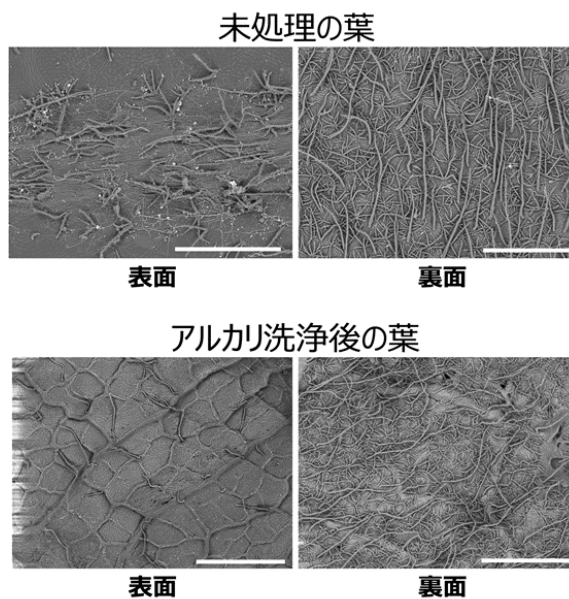 未処理の葉
表面
裏面
アルカリ洗浄後の葉
表面
裏面